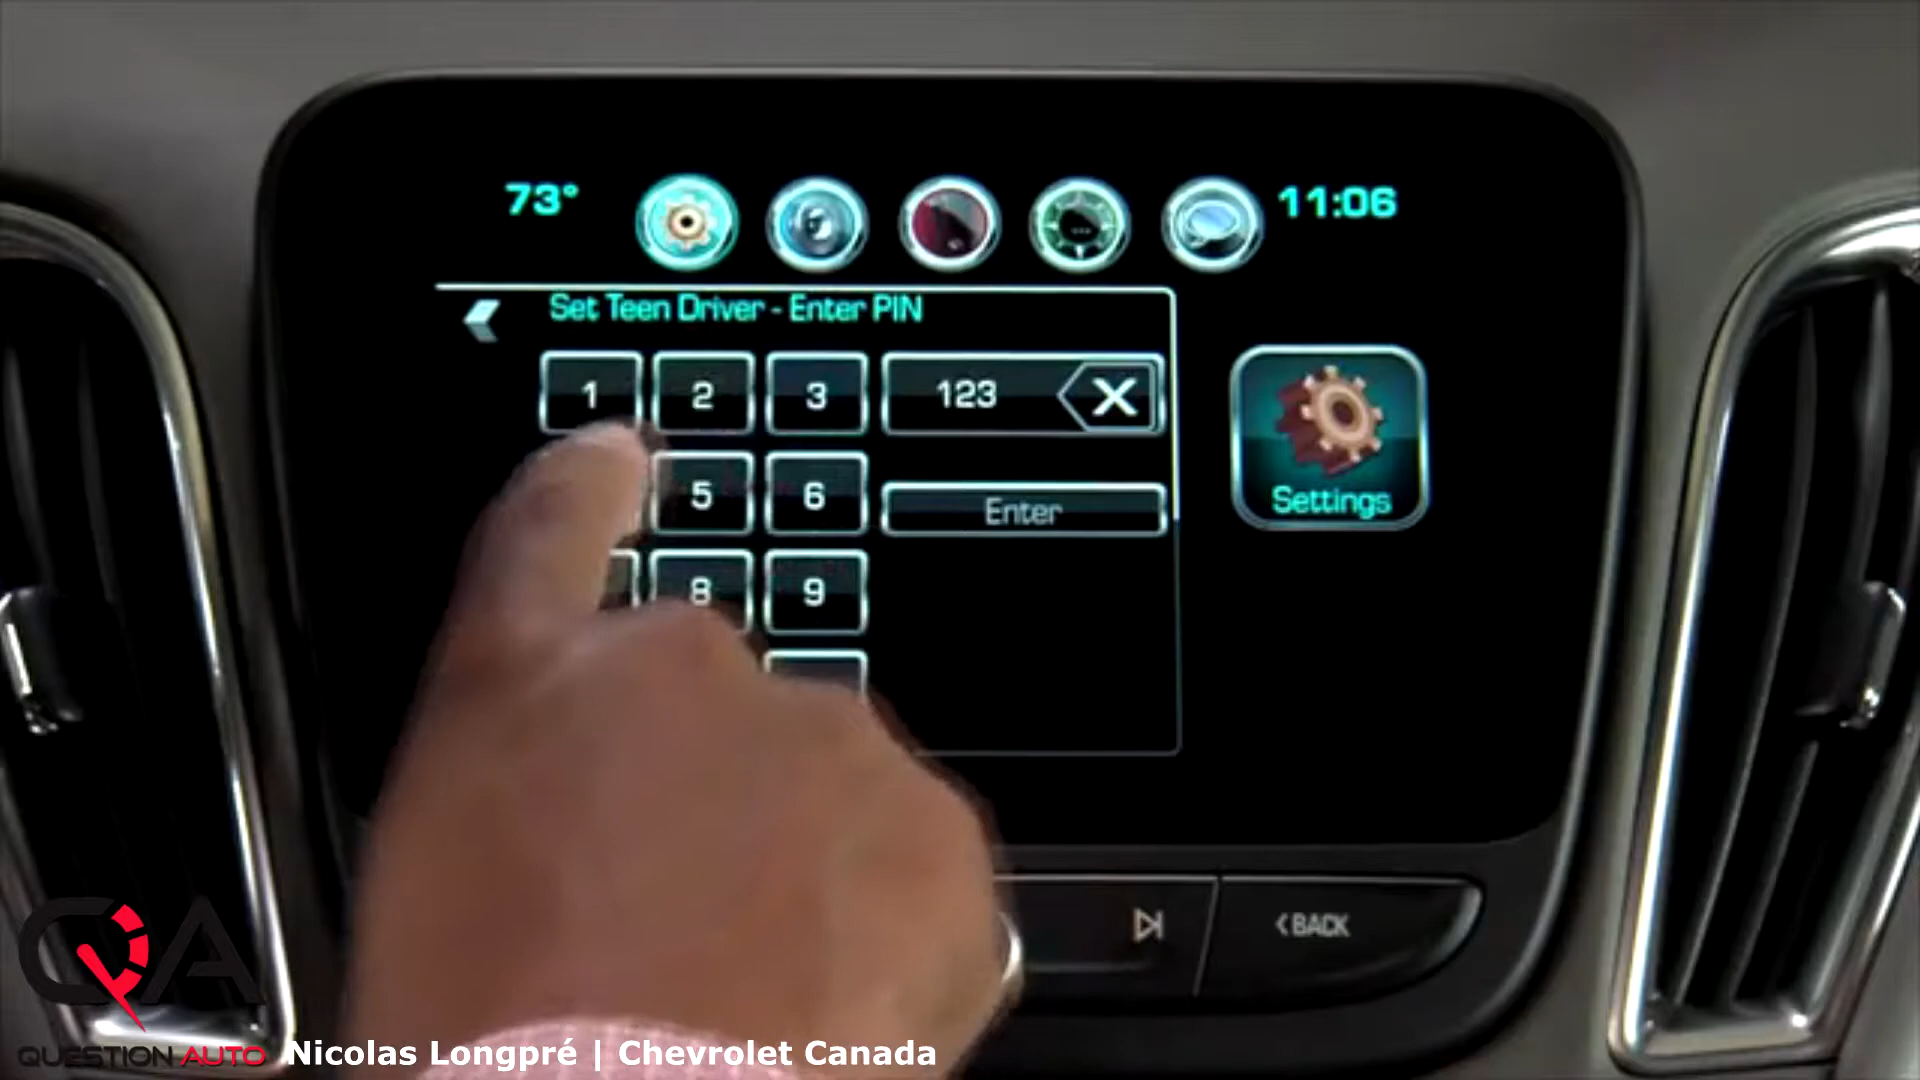 73° 11:06
Set Teen Driver - Enter PIN
1 2 3 123 X
5 6 Enter
8 9
Settings
<BACK
QA
QUESTION AUTO Nicolas Longpré | Chevrolet Canada